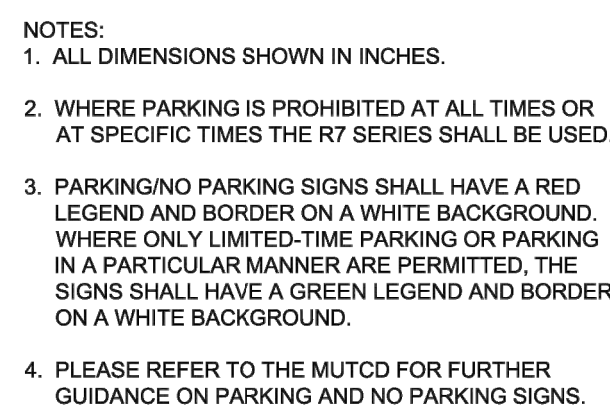 NOTES:
1. ALL DIMENSIONS SHOWN IN INCHES.
2. WHERE PARKING IS PROHIBITED AT ALL TIMES OR
AT SPECIFIC TIMES THE R7 SERIES SHALL BE USED.
3. PARKING/NO PARKING SIGNS SHALL HAVE A RED
LEGEND AND BORDER ON A WHITE BACKGROUND.
WHERE ONLY LIMITED-TIME PARKING OR PARKING
IN A PARTICULAR MANNER ARE PERMITTED, THE
SIGNS SHALL HAVE A GREEN LEGEND AND BORDER
ON A WHITE BACKGROUND.
4. PLEASE REFER TO THE MUTCD FOR FURTHER
GUIDANCE ON PARKING AND NO PARKING SIGNS.